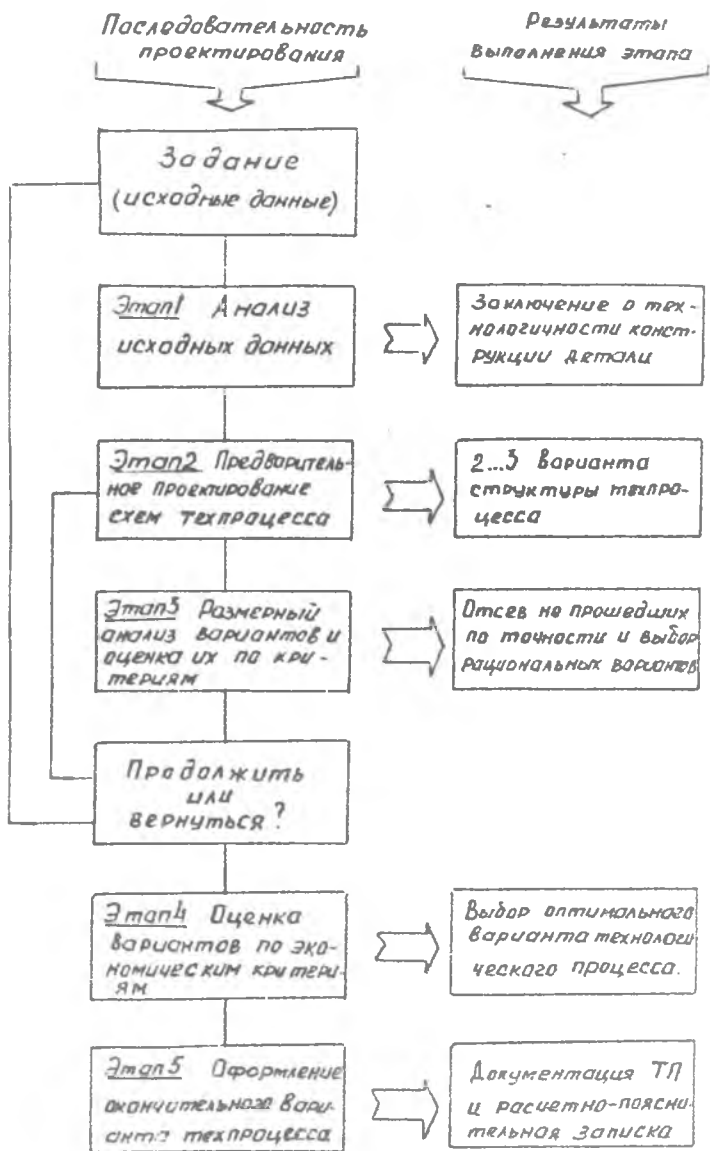 Последовательность
проектирования
Результаты
выполнения этапа
Задание
(исходные данные)
Этап1 Анализ
исходных данных
Заключение о тех-
нологичности конст-
рукции детали
Этап2 Предваритель-
ное проектирование
схем техпроцесса
2...3 варианта
структуры техпро-
цесса
Этап3 Размерный
анализ вариантов и
оценка их по кри-
териям
Отсев не прошедших
по точности и выбор
рациональных вариантов
Продолжить
или
вернуться?
Этап4 Оценка
вариантов по эко-
номическим критери-
ям
Выбор оптимального
варианта технологи
ческого процесса.
Этап5 Оформление
окончательного вари-
анта техпроцесса
Документация ТП
и расчетно-поясни-
тельная записка